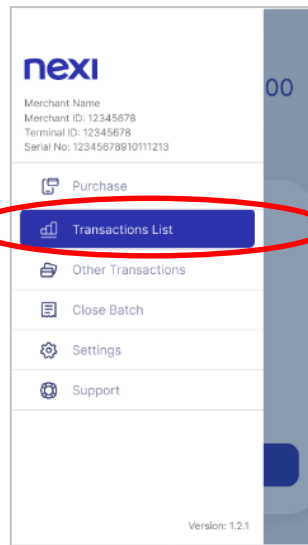 nexi
00
Merchant Name
Merchant ID: 12345678
Terminal ID: 12345678
Serial No: 12345678910111213
Purchase
Transactions List
Other Transactions
Close Batch
Settings
Support
Version: 1.2.1